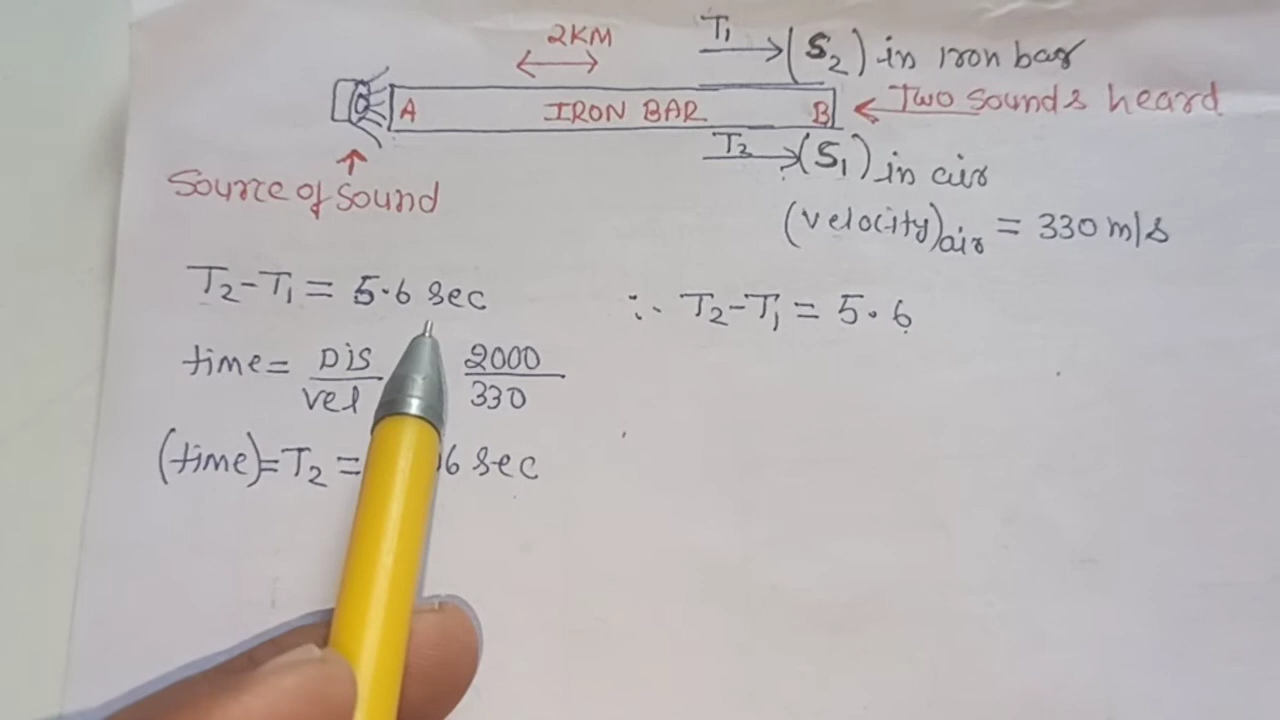 2KM
T₁ → (S₂) in iron bar
A IRON BAR B ← Two sounds heard
T₂ → (S₁) in air
Source of sound
(velocity)air = 330 m/s
T₂-T₁ = 5.6 sec ∴ T₂-T₁ = 5.6
time = Dis/vel 2000/330
(time)=T₂ = 6 sec